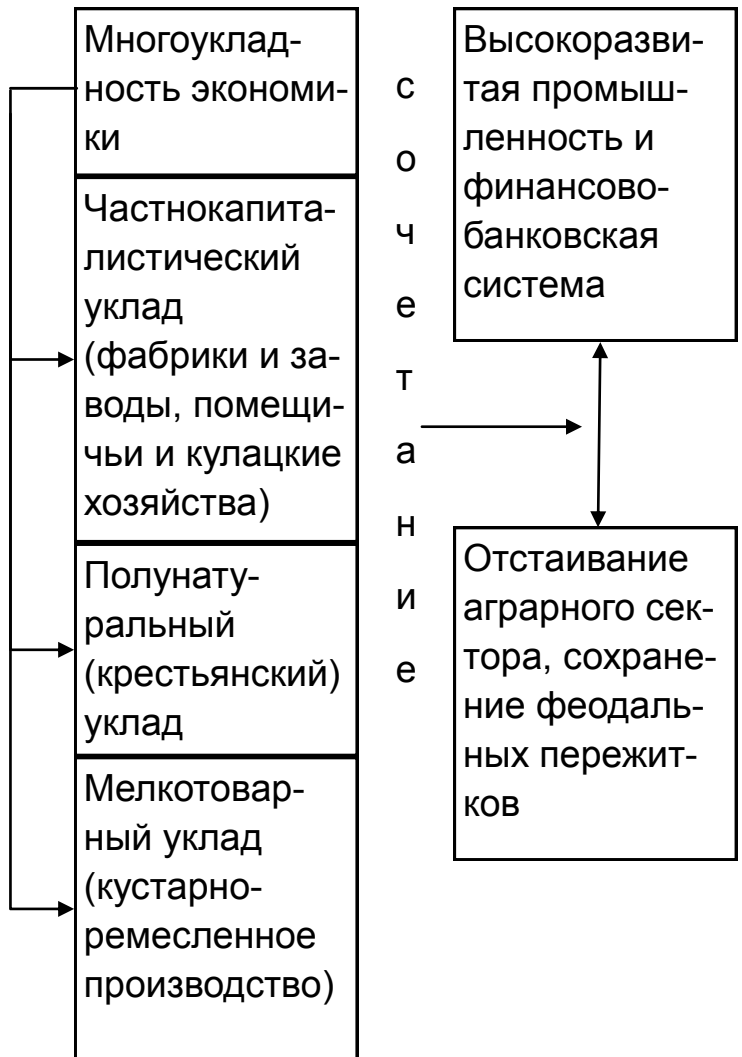 Многоуклад-
ность экономи-
ки
Частнокапита-
листический
уклад
(фабрики и за-
воды, помещи-
чьи и кулацкие
хозяйства)
Полунату-
ральный
(крестьянский)
уклад
Мелкотовар-
ный уклад
(кустарно-
ремесленное
производство)
с
о
ч
е
т
а
н
и
е
Высокоразви-
тая промыш-
ленность и
финансово-
банковская
система
Отстаивание
аграрного сек-
тора, сохране-
ние феодаль-
ных пережит-
ков